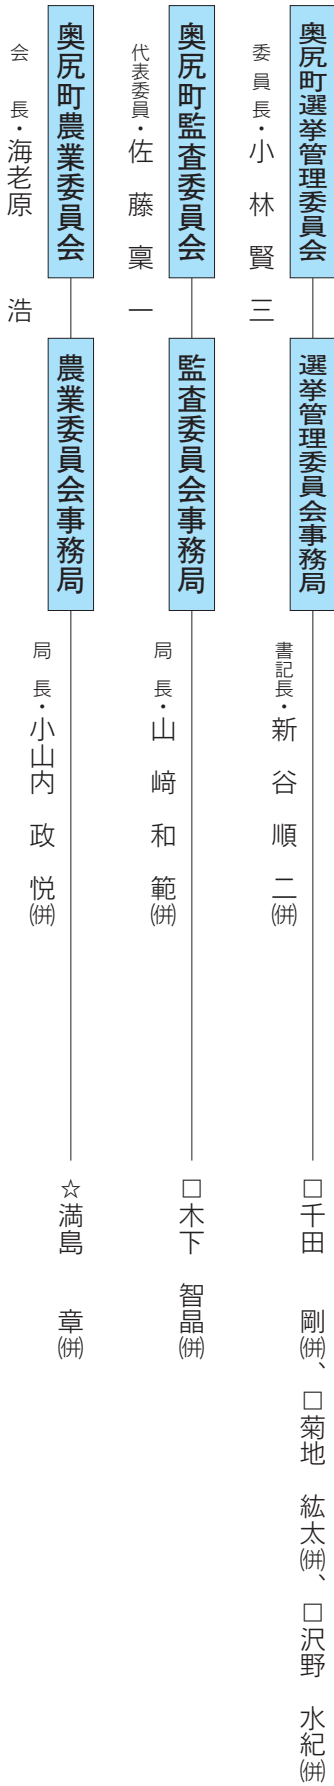 奥尻町選挙管理委員会
委員長・小林賢三
選挙管理委員会事務局
書記長・新谷順二㈵
□千田 剛(併)、□菊地 紘太(併)、□沢野 水紀(併)
奥尻町監査委員会
代表委員・佐藤稟一
監査委員会事務局
局長・山﨑和範(併)
□木下 智晶(併)
奥尻町農業委員会
会長・海老原 浩
農業委員会事務局
局長・小山内政悦(併)
☆満島 章(併)